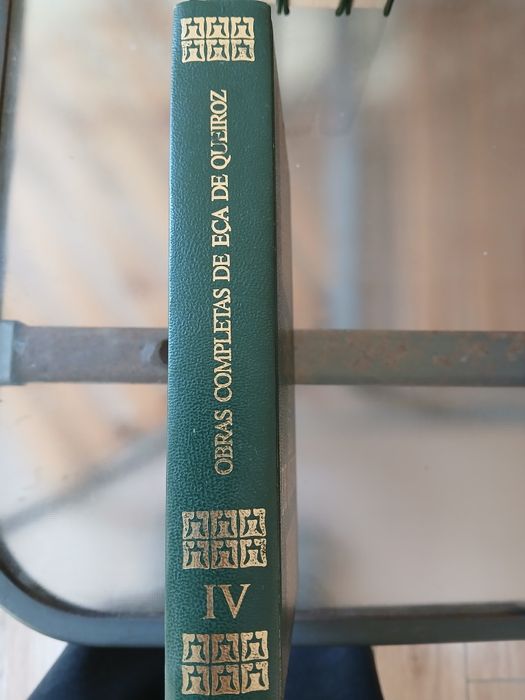 OBRAS COMPLETAS DE EÇA DE QUEIROZ
IV